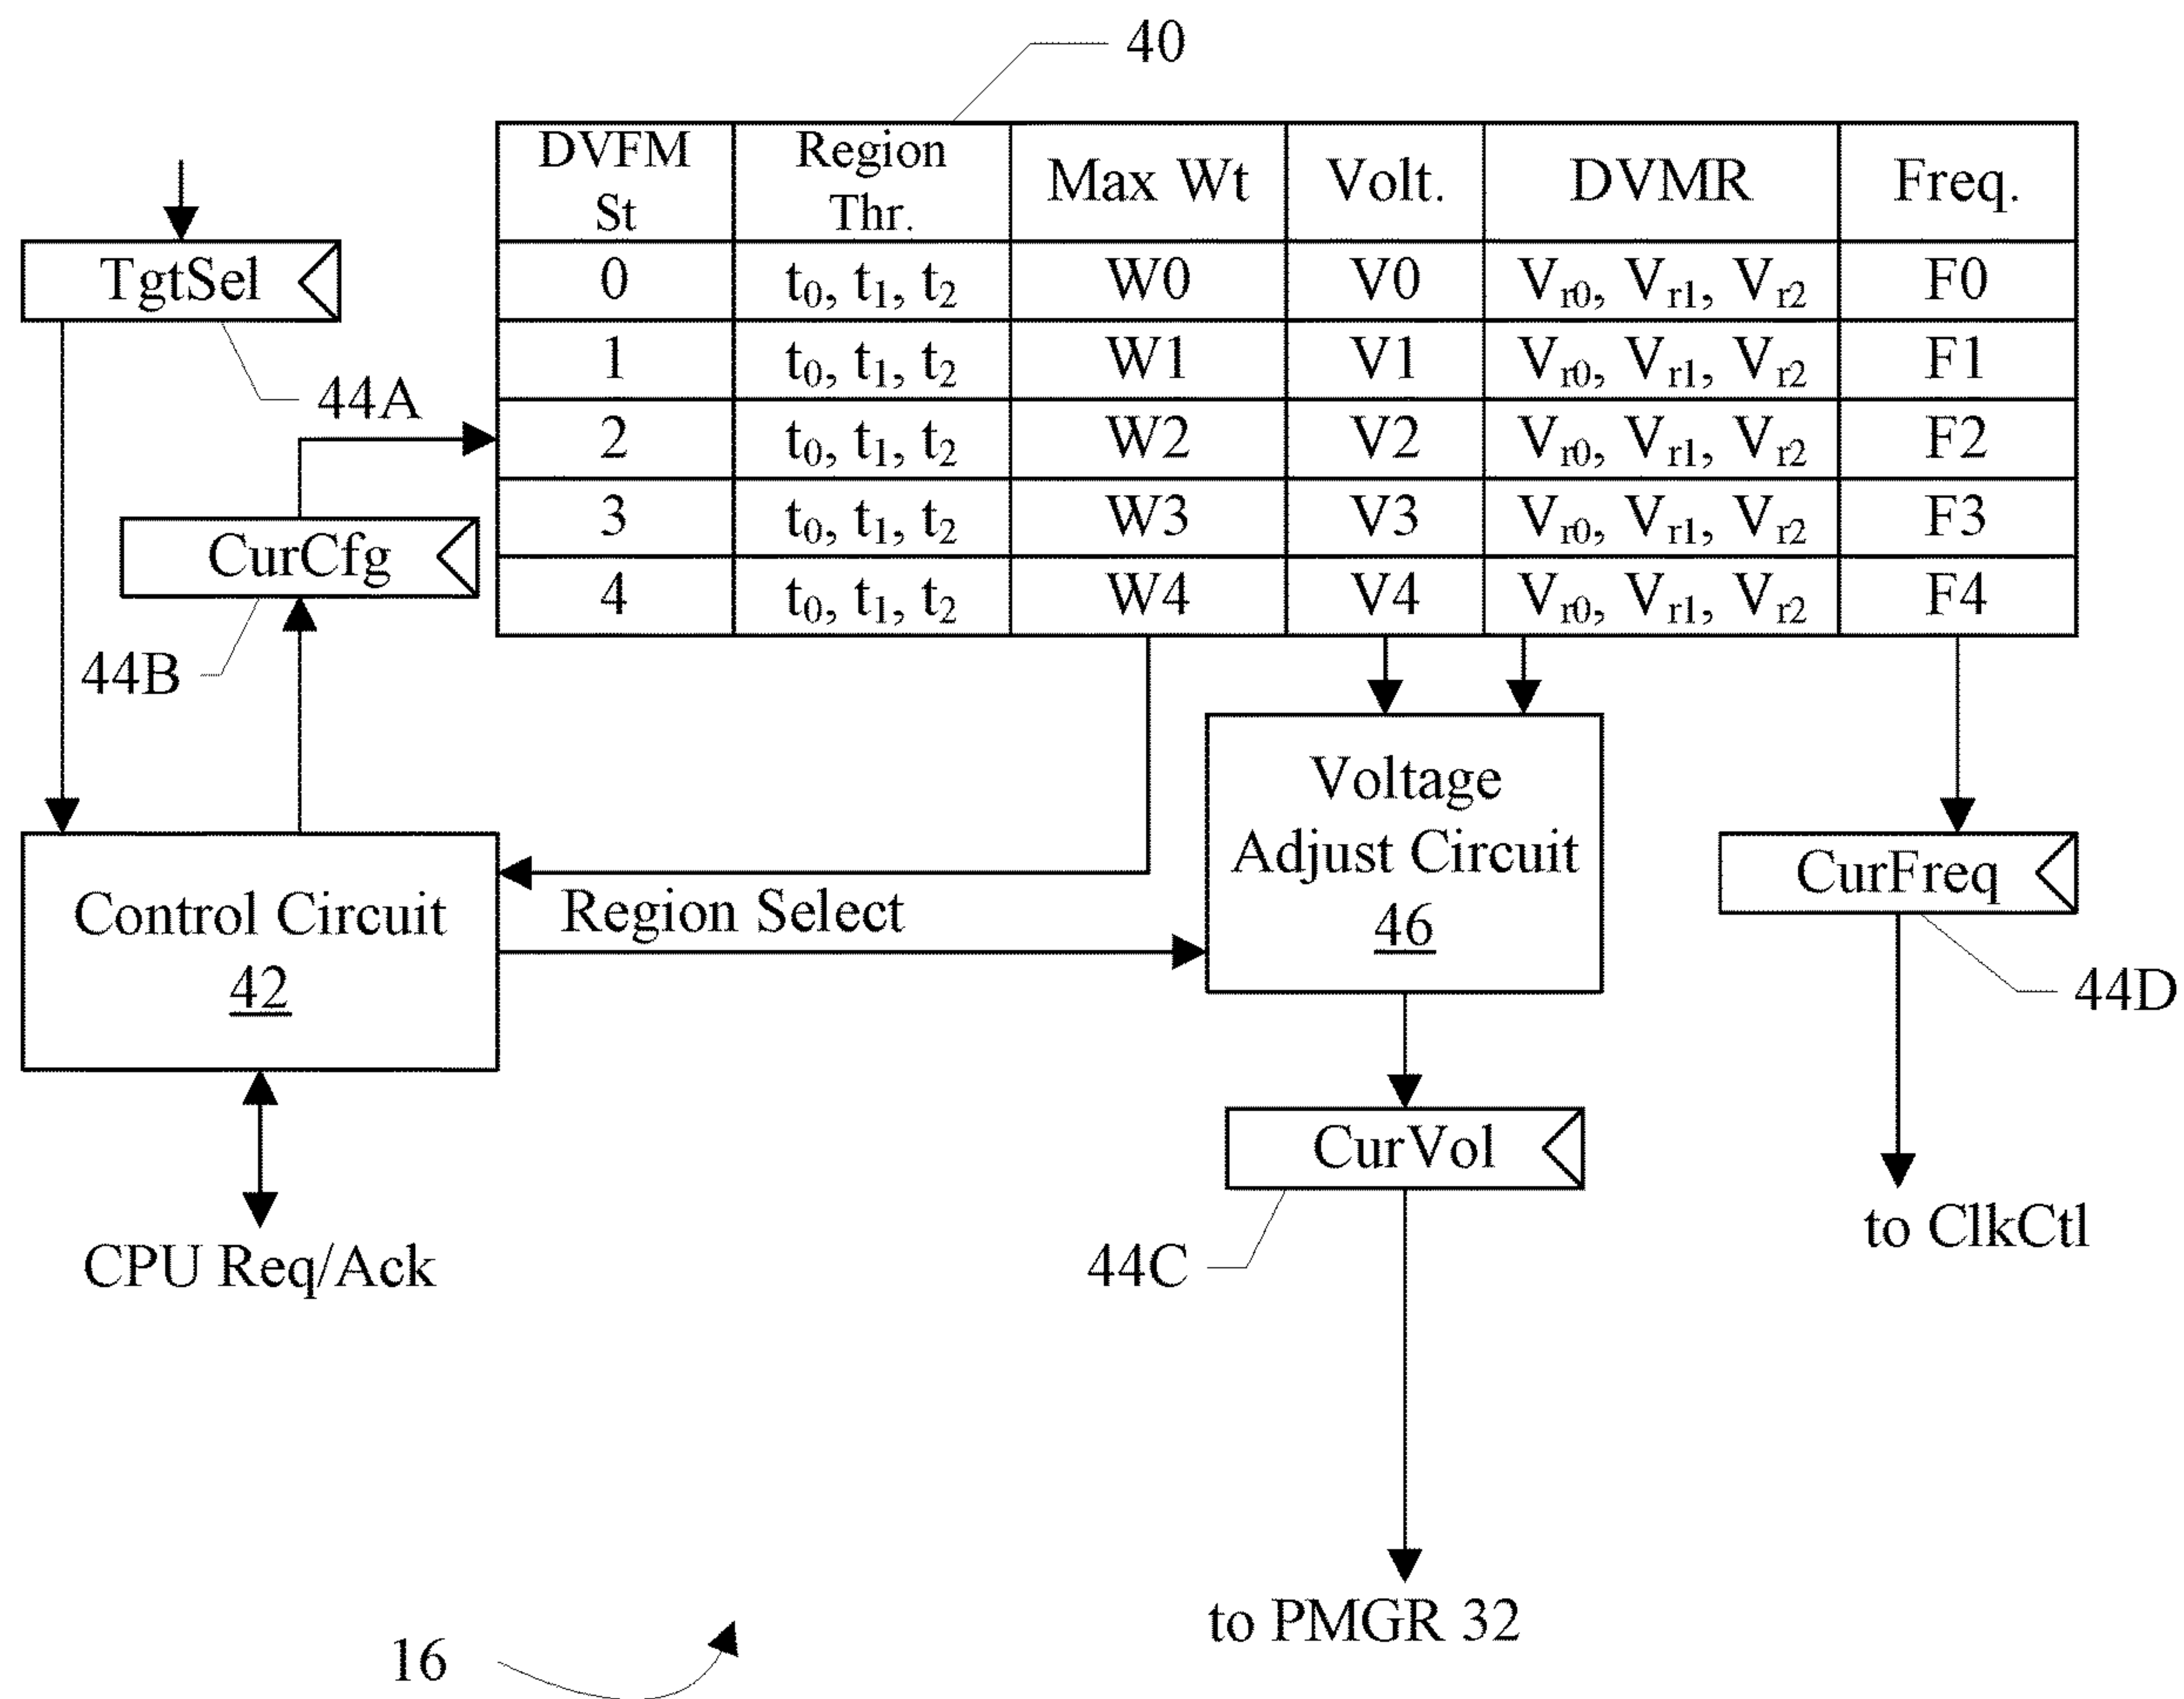 40
DVFM St Region Thr. Max Wt Volt. DVMR Freq.
0 t0, t1, t2 W0 V0 Vr0, Vr1, Vr2 F0
1 t0, t1, t2 W1 V1 Vr0, Vr1, Vr2 F1
2 t0, t1, t2 W2 V2 Vr0, Vr1, Vr2 F2
3 t0, t1, t2 W3 V3 Vr0, Vr1, Vr2 F3
4 t0, t1, t2 W4 V4 Vr0, Vr1, Vr2 F4
TgtSel
44A
CurCfg
44B
Control Circuit
42
Region Select
Voltage
Adjust Circuit
46
CurFreq
44D
CurVol
44C
CPU Req/Ack
to ClkCtl
to PMGR 32
16